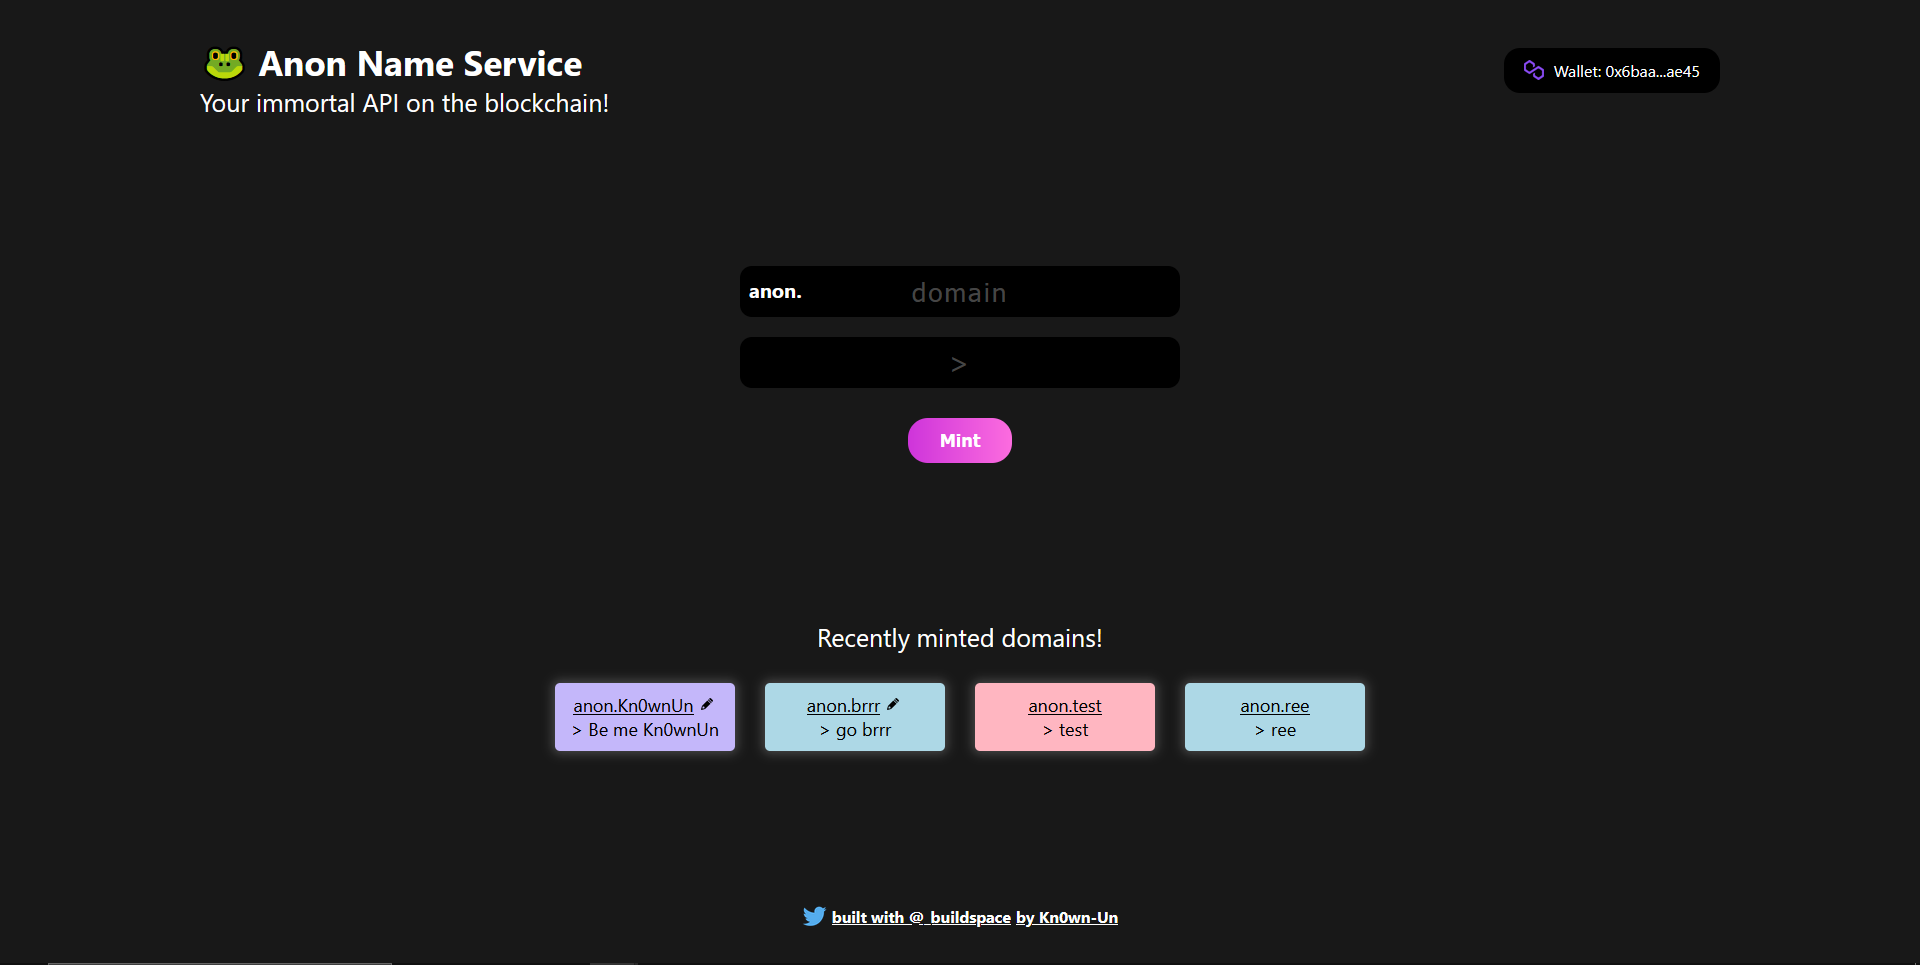 Anon Name Service
Your immortal API on the blockchain!
Wallet: 0x6baa...ae45
anon. domain
>
Mint
Recently minted domains!
anon.Kn0wnUn
> Be me Kn0wnUn
anon.brrr
> go brrr
anon.test
> test
anon.ree
> ree
built with @_buildspace by Kn0wn-Un